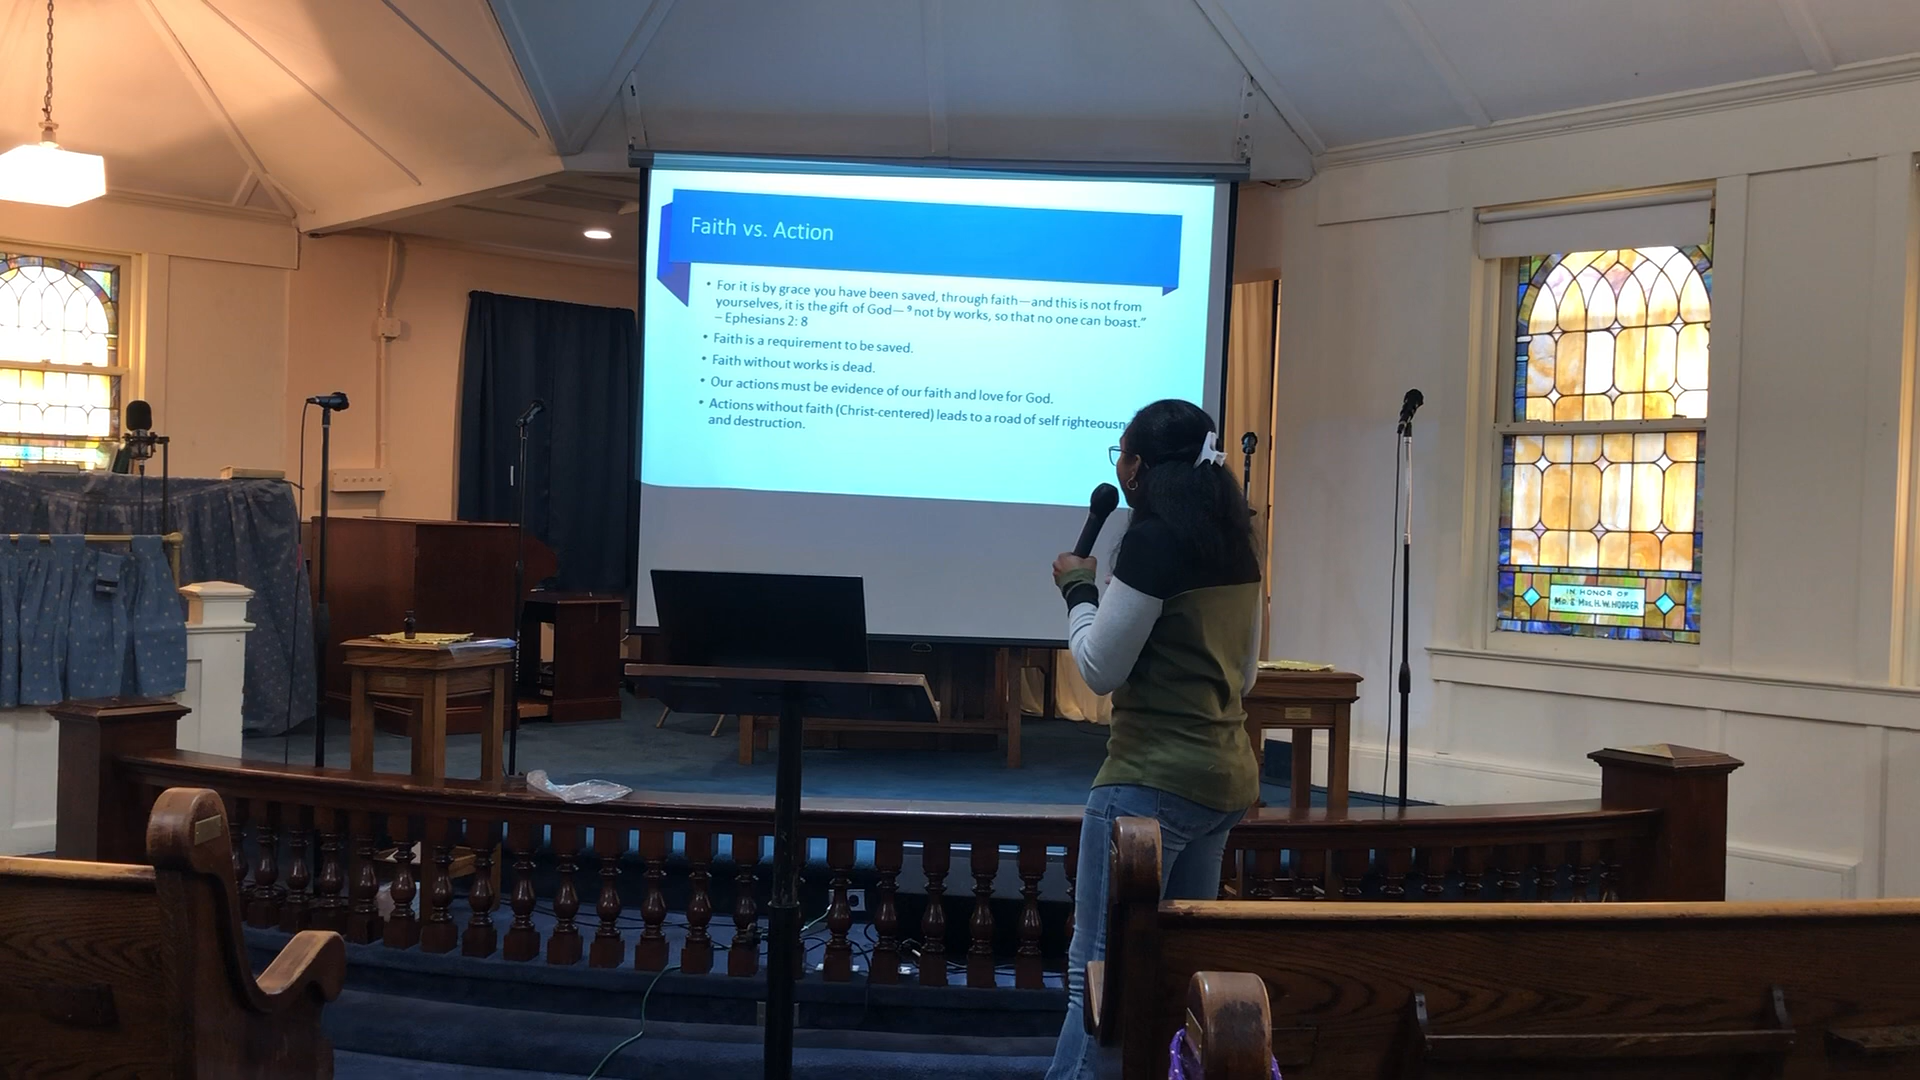 Faith vs. Action
• For it is by grace you have been saved, through faith—and this is not from
yourselves, it is the gift of God— ⁹ not by works, so that no one can boast.”
– Ephesians 2: 8
• Faith is a requirement to be saved.
• Faith without works is dead.
• Our actions must be evidence of our faith and love for God.
• Actions without faith (Christ-centered) leads to a road of self
and destruction.
IN HONOR OF
MR. & MRS. H. W. HOPPER